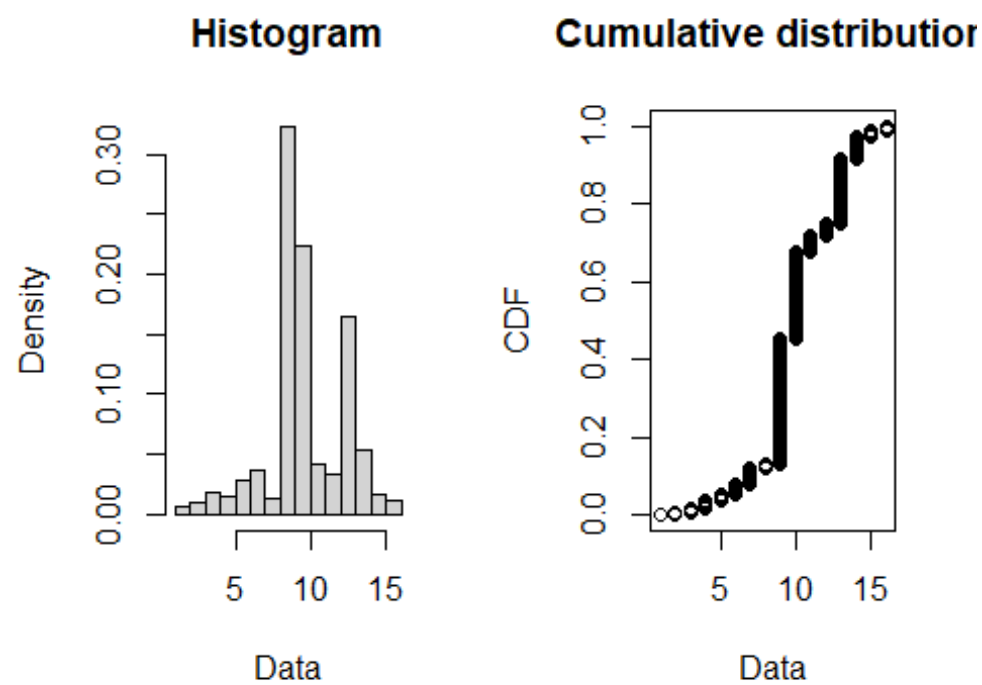 Histogram
Density
0.00 0.10 0.20 0.30
5 10 15
Data
Cumulative distribution
CDF
0.0 0.2 0.4 0.6 0.8 1.0
5 10 15
Data